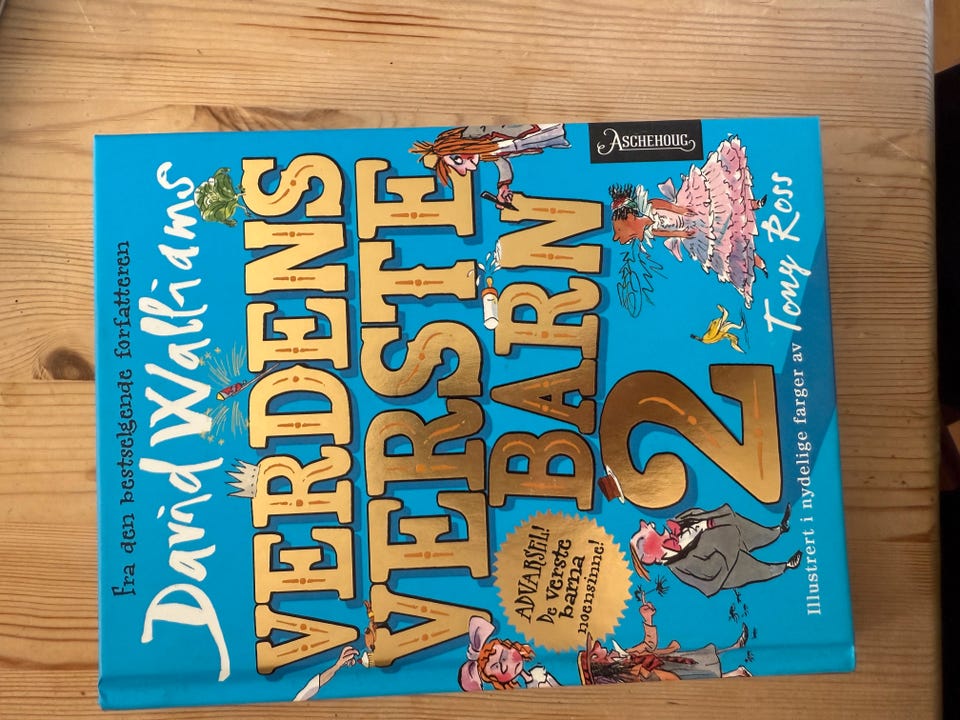 Fra den bestselgende forfatteren
David Walliams
VERDENS
VERSTE
BARN
2
ADVARSEL!
De verste
barna
noensinne!
ASCHEHOUG
Illustrert i nydelige farger av Tony Ross